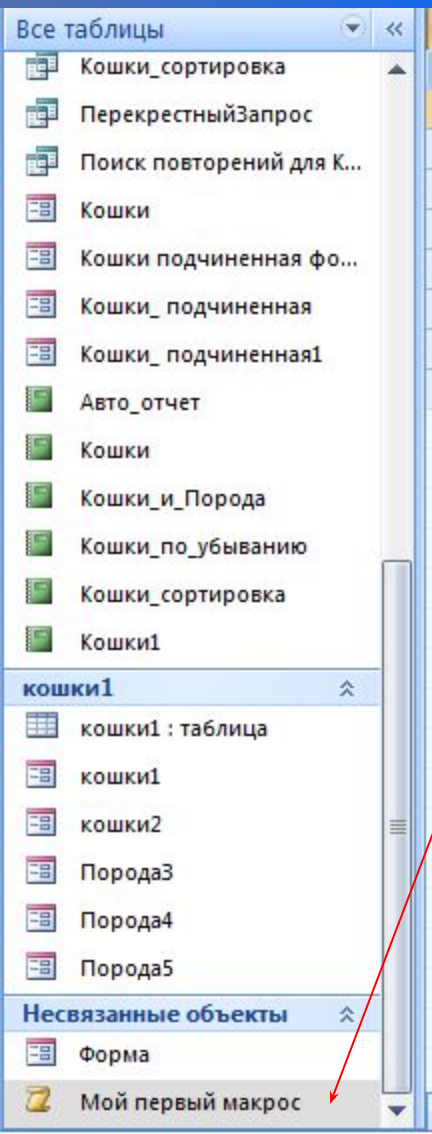 Все таблицы
Кошки_сортировка
ПерекрестныйЗапрос
Поиск повторений для К...
Кошки
Кошки подчиненная фо...
Кошки_ подчиненная
Кошки_ подчиненная1
Авто_отчет
Кошки
Кошки_и_Порода
Кошки_по_убыванию
Кошки_сортировка
Кошки1
кошки1
кошки1 : таблица
кошки1
кошки2
Порода3
Порода4
Порода5
Несвязанные объекты
Форма
Мой первый макрос